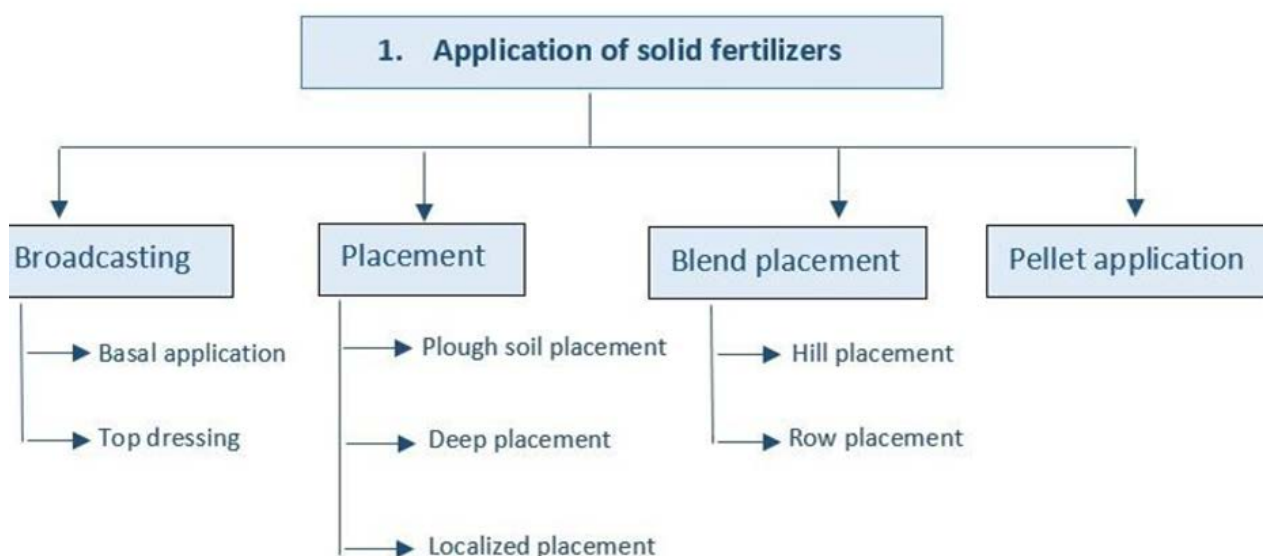 1. Application of solid fertilizers
Broadcasting
Placement
Blend placement
Pellet application
Basal application
Top dressing
Plough soil placement
Deep placement
Localized placement
Hill placement
Row placement